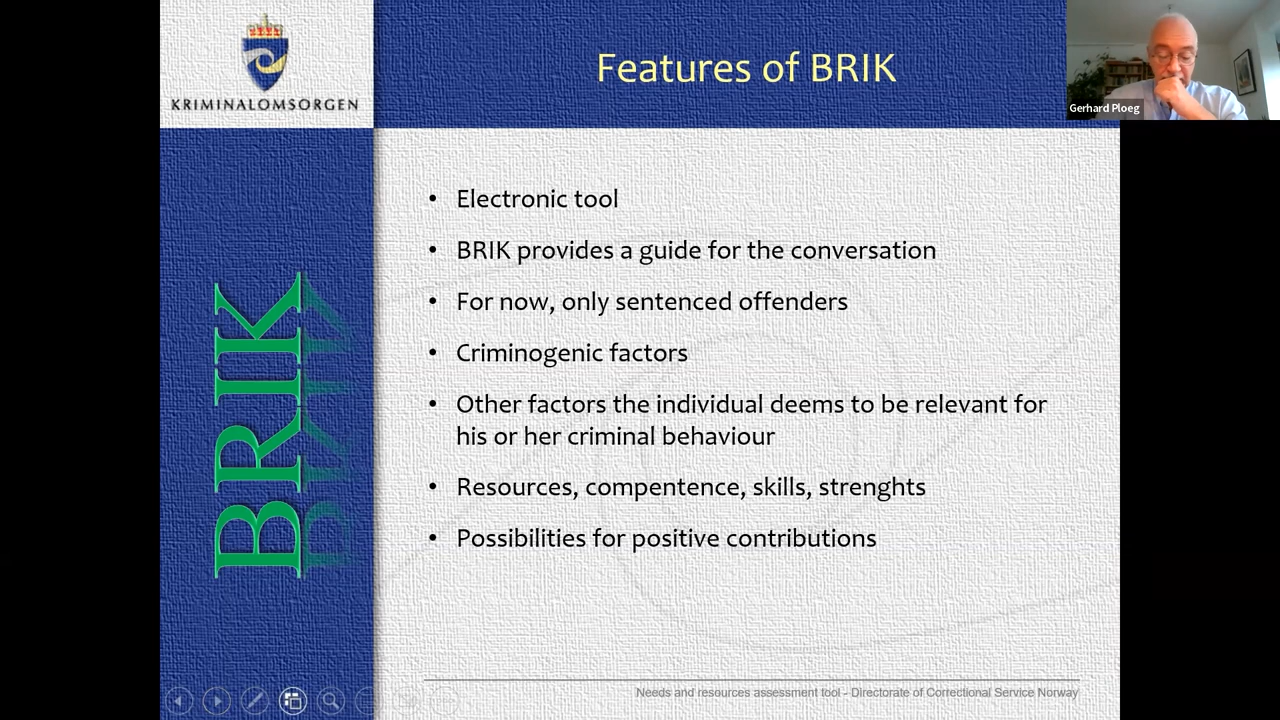 KRIMINALOMSORGEN
Features of BRIK
Gerhard Ploeg
• Electronic tool
• BRIK provides a guide for the conversation
• For now, only sentenced offenders
• Criminogenic factors
• Other factors the individual deems to be relevant for
his or her criminal behaviour
• Resources, compentence, skills, strenghts
• Possibilities for positive contributions
BRIK
Needs and resources assessment tool - Directorate of Correctional Service Norway